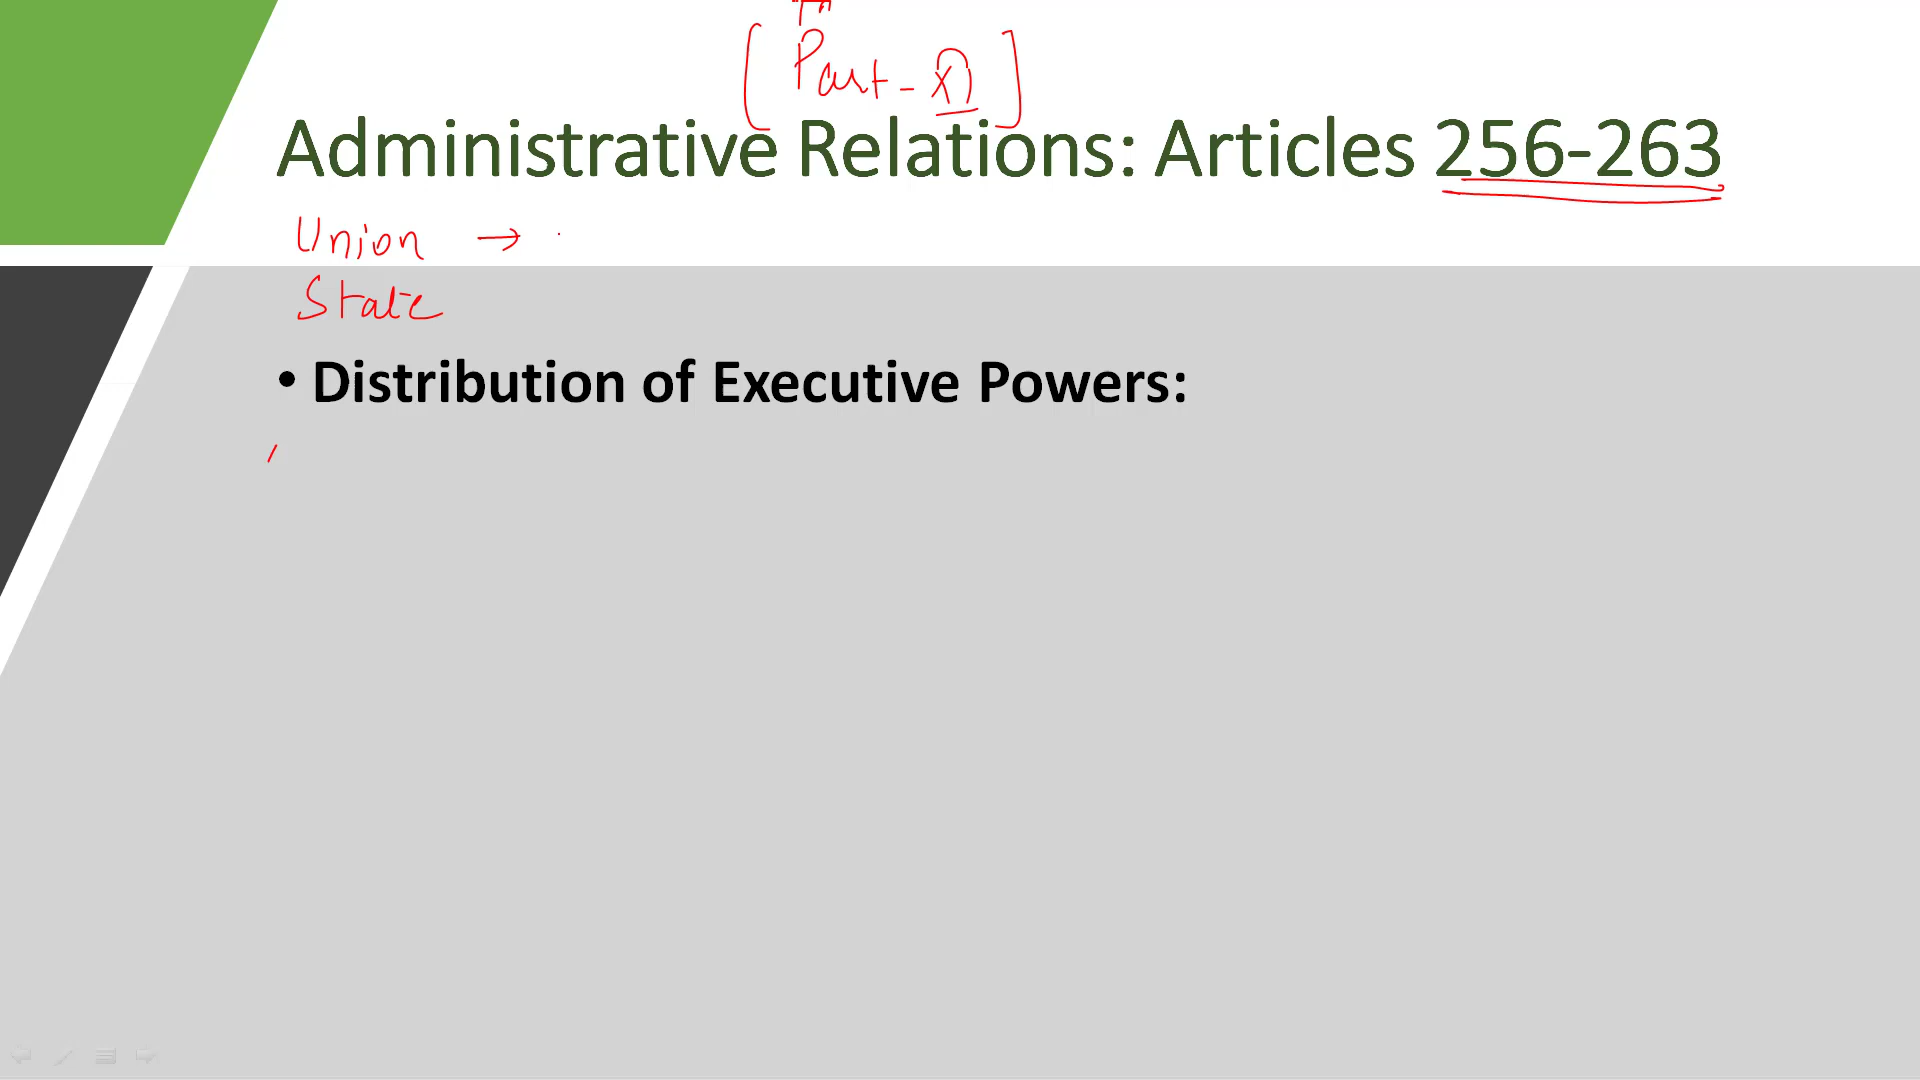 Part - XI
Administrative Relations: Articles 256-263
Union →
State
• Distribution of Executive Powers: